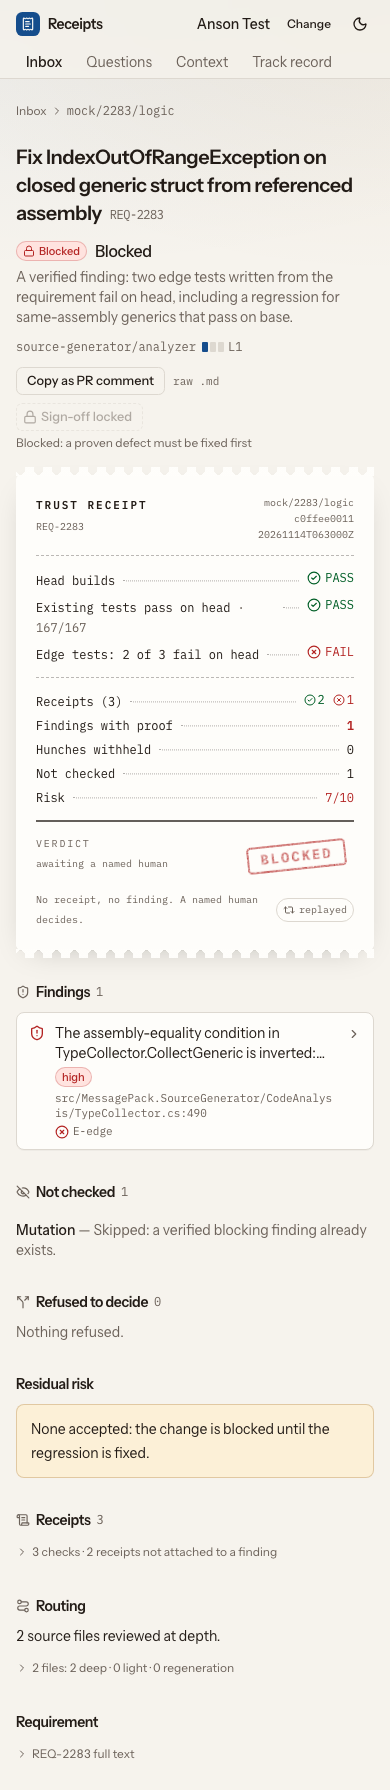 Receipts
Anson Test
Change
Inbox
Questions
Context
Track record
Inbox > mock/2283/logic
Fix IndexOutOfRangeException on
closed generic struct from referenced
assembly REQ-2283
Blocked Blocked
A verified finding: two edge tests written from the
requirement fail on head, including a regression for
same-assembly generics that pass on base.
source-generator/analyzer L1
Copy as PR comment raw .md
Sign-off locked
Blocked: a proven defect must be fixed first
TRUST RECEIPT
REQ-2283
mock/2283/logic
c0ffee0011
20261114T063000Z
Head builds PASS
Existing tests pass on head · PASS
167/167
Edge tests: 2 of 3 fail on head FAIL
Receipts (3) 2 1
Findings with proof 1
Hunches withheld 0
Not checked 1
Risk 7/10
VERDICT
awaiting a named human
BLOCKED
No receipt, no finding. A named human
decides.
replayed
Findings 1
The assembly-equality condition in
TypeCollector.CollectGeneric is inverted:…
high
src/MessagePack.SourceGenerator/CodeAnalys
is/TypeCollector.cs:490
E-edge
Not checked 1
Mutation — Skipped: a verified blocking finding already
exists.
Refused to decide 0
Nothing refused.
Residual risk
None accepted: the change is blocked until the
regression is fixed.
Receipts 3
3 checks · 2 receipts not attached to a finding
Routing
2 source files reviewed at depth.
2 files: 2 deep · 0 light · 0 regeneration
Requirement
REQ-2283 full text